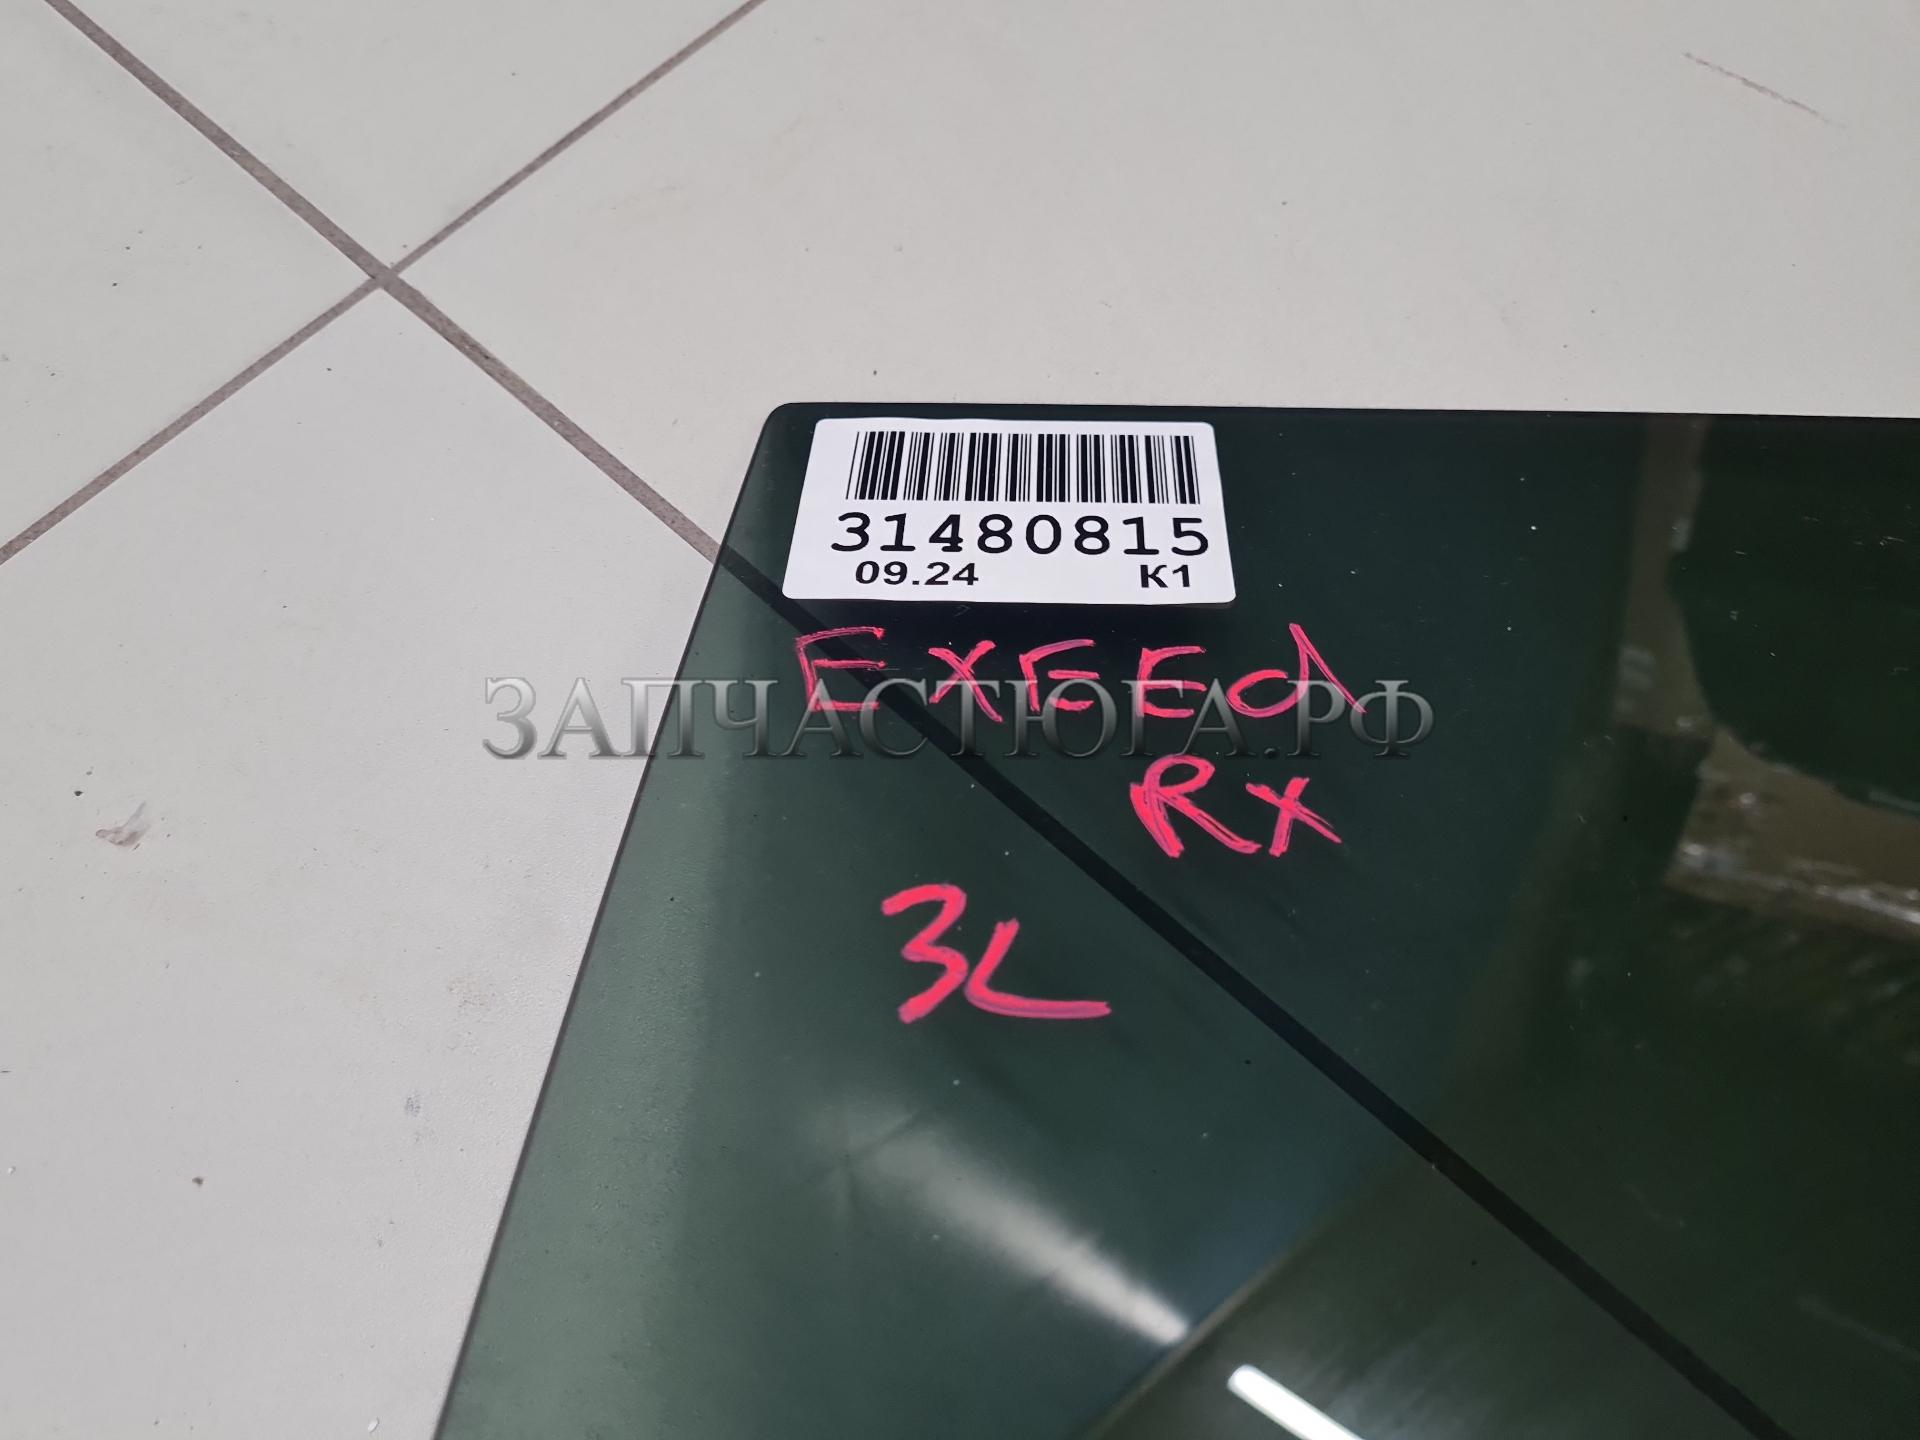 31480815
09.24 K1
EXEEd
ЗАПЧАСТЮГА.РФ
RX
3L